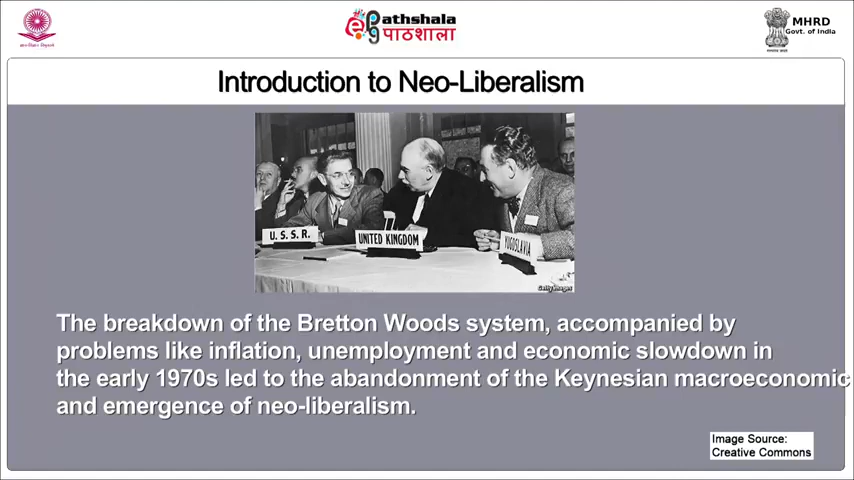 ePathshala
पाठशाला
MHRD
Govt. of India
Introduction to Neo-Liberalism
U.S.S.R.
UNITED KINGDOM
YUGOSLAVIA
GettyImages
The breakdown of the Bretton Woods system, accompanied by
problems like inflation, unemployment and economic slowdown in
the early 1970s led to the abandonment of the Keynesian macroeconomic
and emergence of neo-liberalism.
Image Source:
Creative Commons